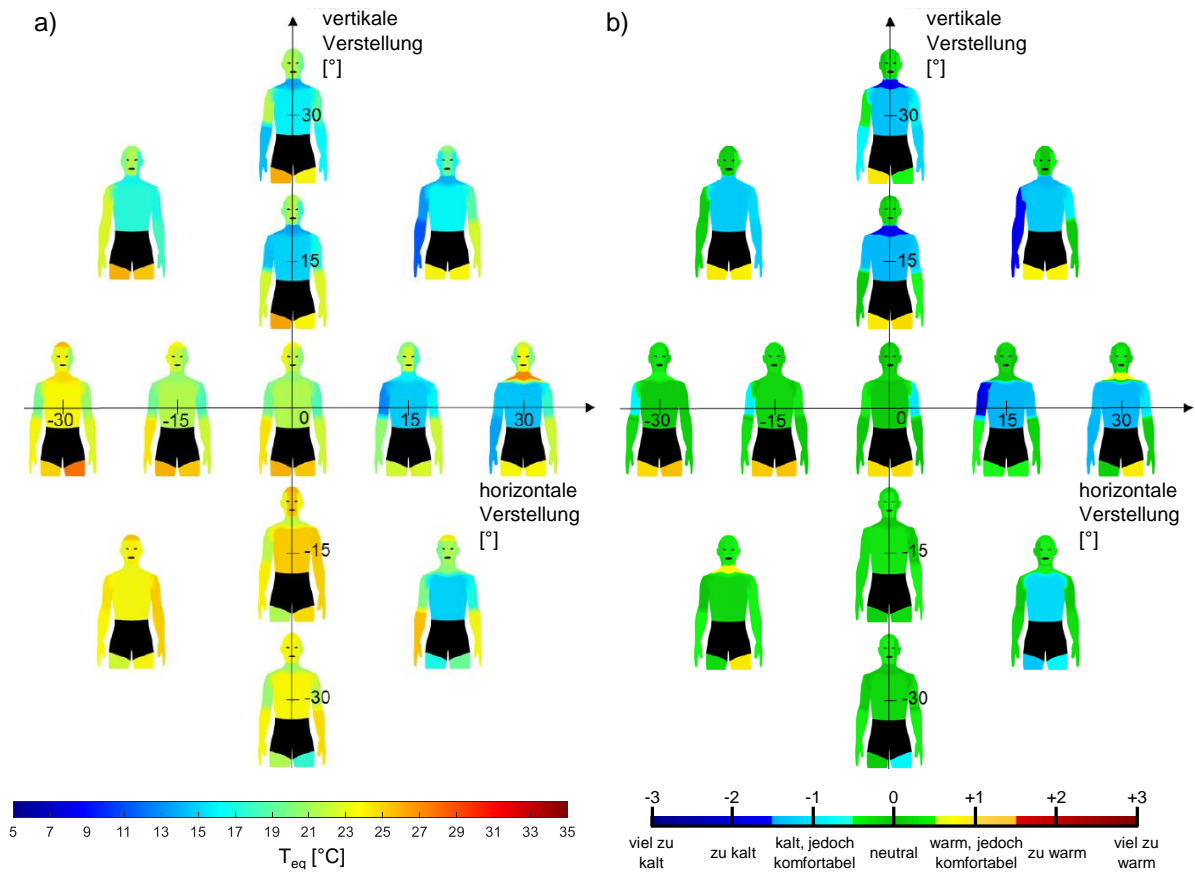 a)
vertikale
Verstellung
[°]
30
15
-30
-15
0
15
30
horizontale
Verstellung
[°]
-15
-30
5 7 9 11 13 15 17 19 21 23 25 27 29 31 33 35
T_eq [°C]
b)
vertikale
Verstellung
[°]
30
15
-30
-15
0
15
30
horizontale
Verstellung
[°]
-15
-30
-3 -2 -1 0 +1 +2 +3
viel zu kalt
zu kalt
kalt, jedoch komfortabel
neutral
warm, jedoch komfortabel
zu warm
viel zu warm